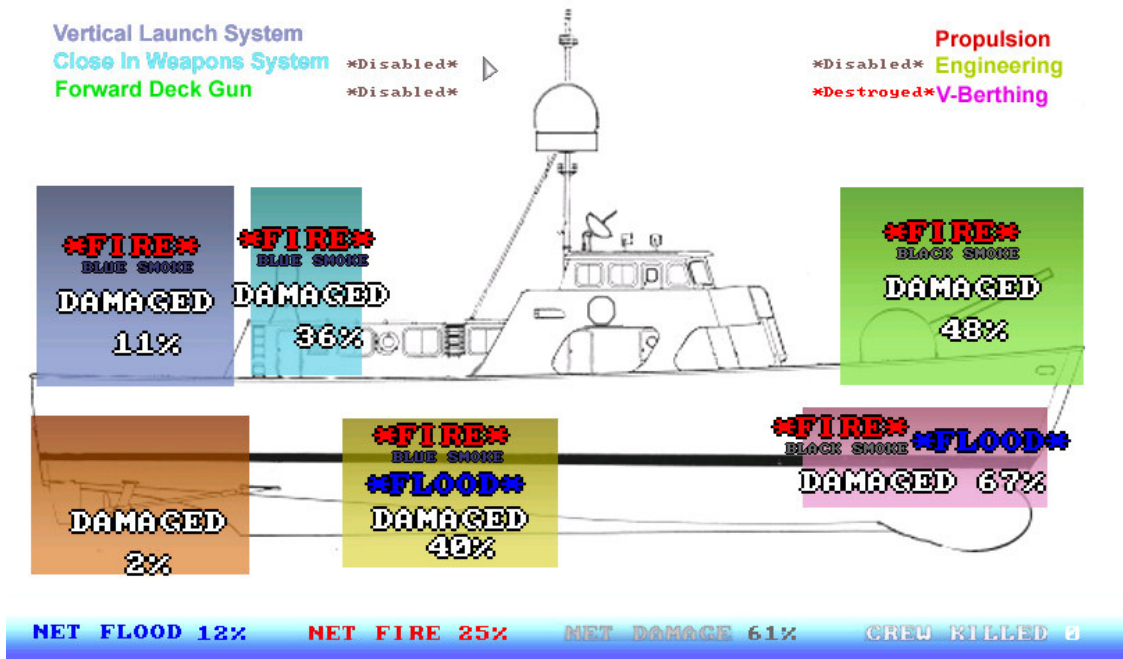 Vertical Launch System
Close In Weapons System *Disabled*
Forward Deck Gun *Disabled*
Propulsion
*Disabled* Engineering
*Destroyed* V-Berthing
*FIRE*
BLUE SMOKE
DAMAGED
11%
*FIRE*
BLUE SMOKE
DAMAGED
36%
*FIRE*
BLACK SMOKE
DAMAGED
48%
DAMAGED
2%
*FIRE*
BLUE SMOKE
*FLOOD*
DAMAGED
40%
*FIRE*
BLACK SMOKE *FLOOD*
DAMAGED 67%
NET FLOOD 12% NET FIRE 25% NET DAMAGE 61% CREW KILLED 0